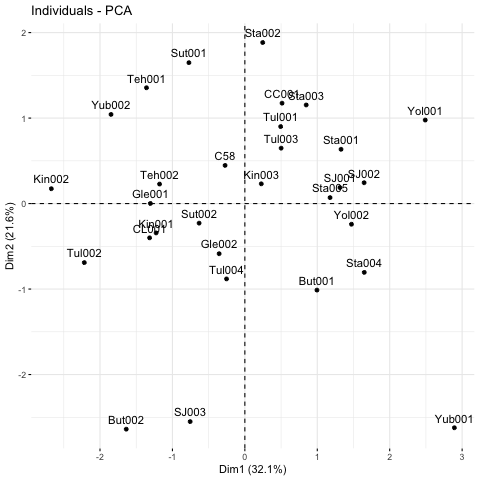 Individuals - PCA
2
Sta002
Sut001
Teh001
CC001
Sta003
Yub002
Yol001
1
Tul001
Tul003
Sta001
C58
Kin002
Teh002
Kin003
SJ001
SJ002
Gle001
Sta005
0
Kin001
CL001
Sut002
Yol002
Tul002
Gle002
Tul004
Sta004
But001
-1
-2
But002
SJ003
Yub001
-2
-1
0
1
2
3
Dim1 (32.1%)
Dim2 (21.6%)